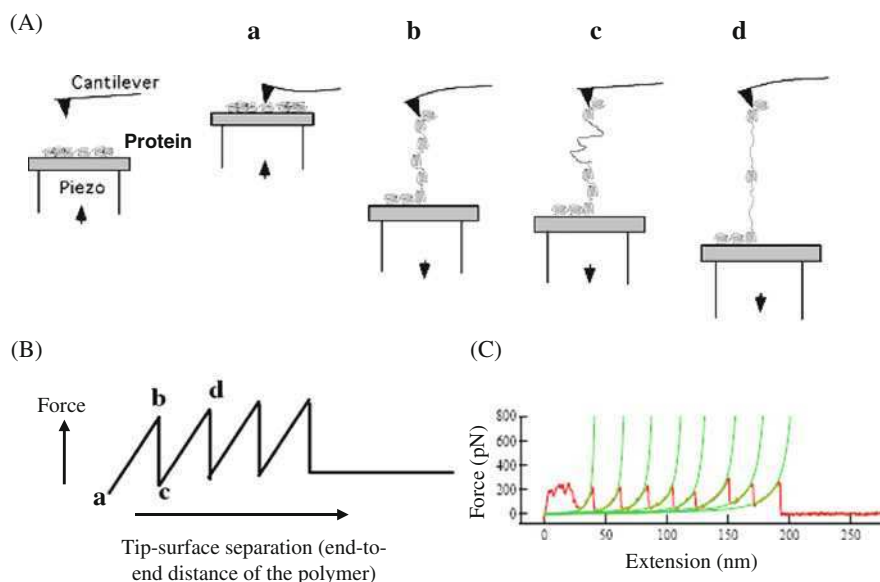 (A)
a
b
c
d
Cantilever
Protein
Piezo
(B)
b
d
Force
a
c
Tip-surface separation (end-to-
end distance of the polymer)
(C)
Force (pN)
800
600
400
200
0
0
50
100
150
200
250
Extension (nm)